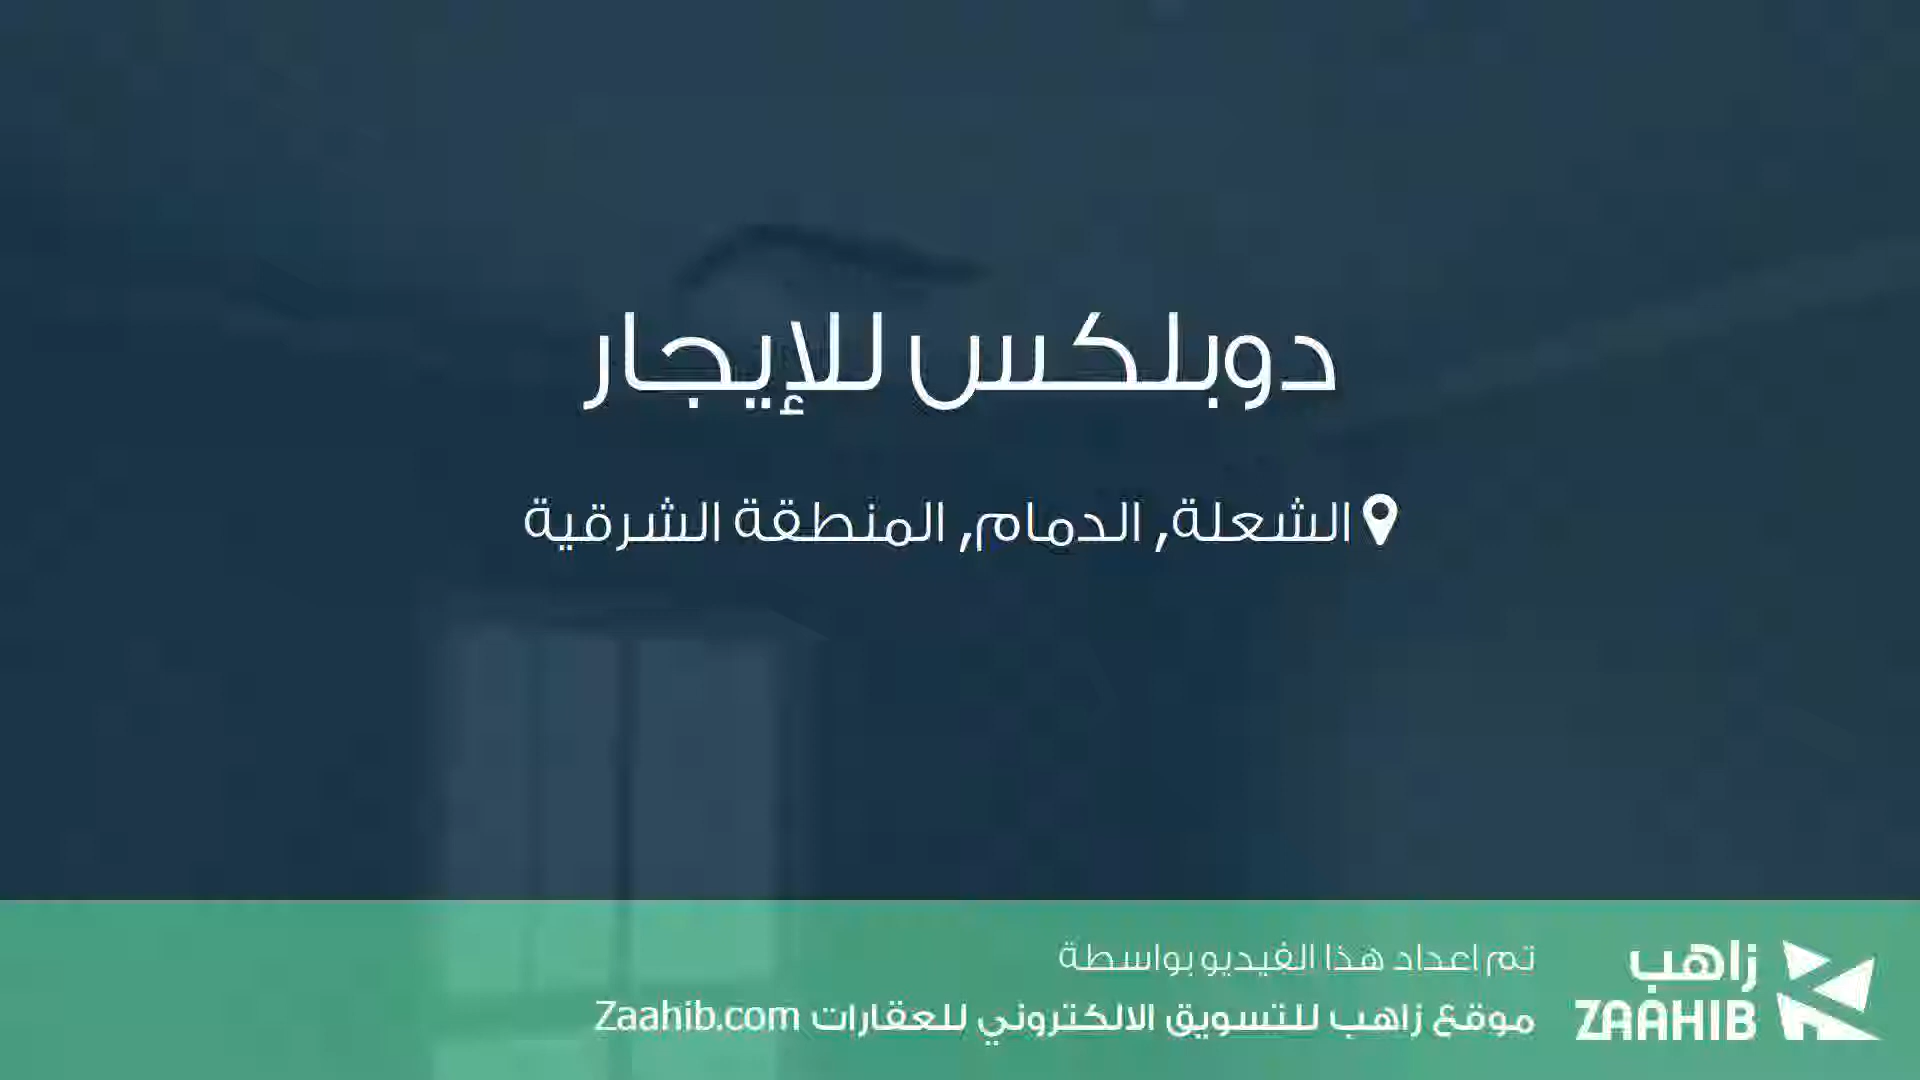 دوبلكس للإيجار
الشعلة, الدمام, المنطقة الشرقية
تم اعداد هذا الفيديو بواسطة
موقع زاهب للتسويق الالكتروني للعقارات Zaahib.com
زاهب
ZAAHIB